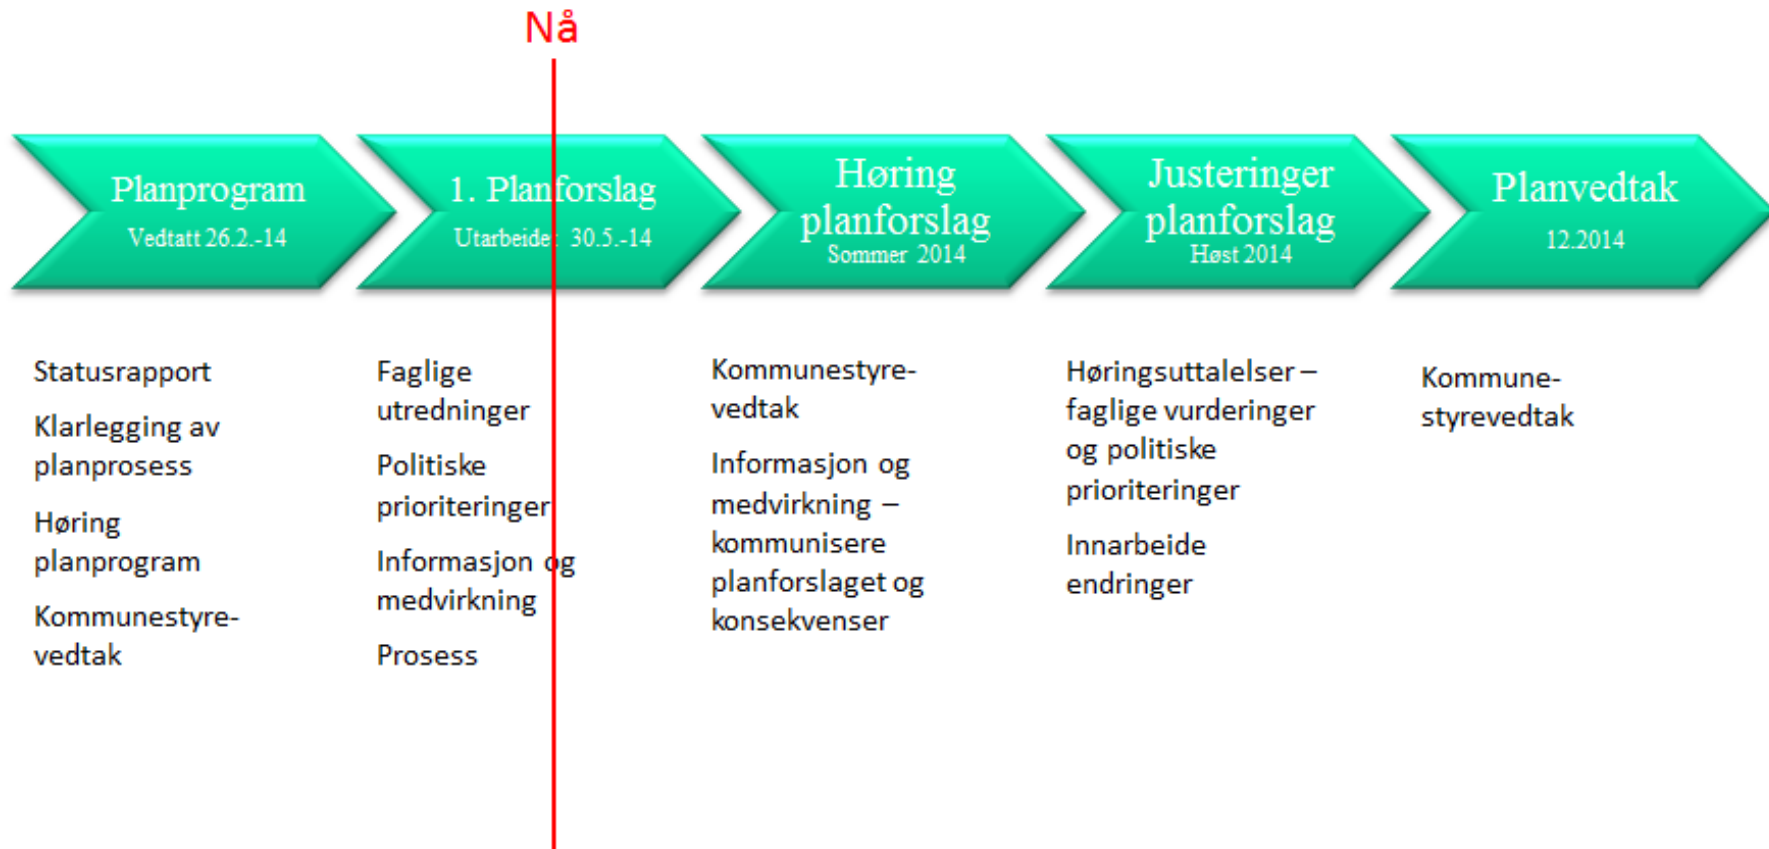 Nå
Planprogram
Vedtatt 26.2.-14
1. Planforslag
Utarbeidet 30.5.-14
Høring
planforslag
Sommer 2014
Justeringer
planforslag
Høst 2014
Planvedtak
12.2014
Statusrapport
Klarlegging av
planprosess
Høring
planprogram
Kommunestyre-
vedtak
Faglige
utredninger
Politiske
prioriteringer
Informasjon og
medvirkning
Prosess
Kommunestyre-
vedtak
Informasjon og
medvirkning –
kommunisere
planforslaget og
konsekvenser
Høringsuttalelser –
faglige vurderinger
og politiske
prioriteringer
Innarbeide
endringer
Kommune-
styrevedtak